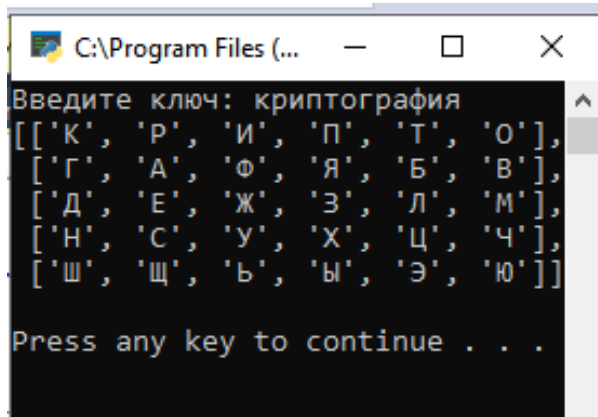 C:\Program Files (...
Введите ключ: криптография
[['К', 'Р', 'И', 'П', 'Т', 'О'],
['Г', 'А', 'Ф', 'Я', 'Б', 'В'],
['Д', 'Е', 'Ж', 'З', 'Л', 'М'],
['Н', 'С', 'У', 'Х', 'Ц', 'Ч'],
['Ш', 'Щ', 'Ь', 'Ы', 'Э', 'Ю']]
Press any key to continue . . .